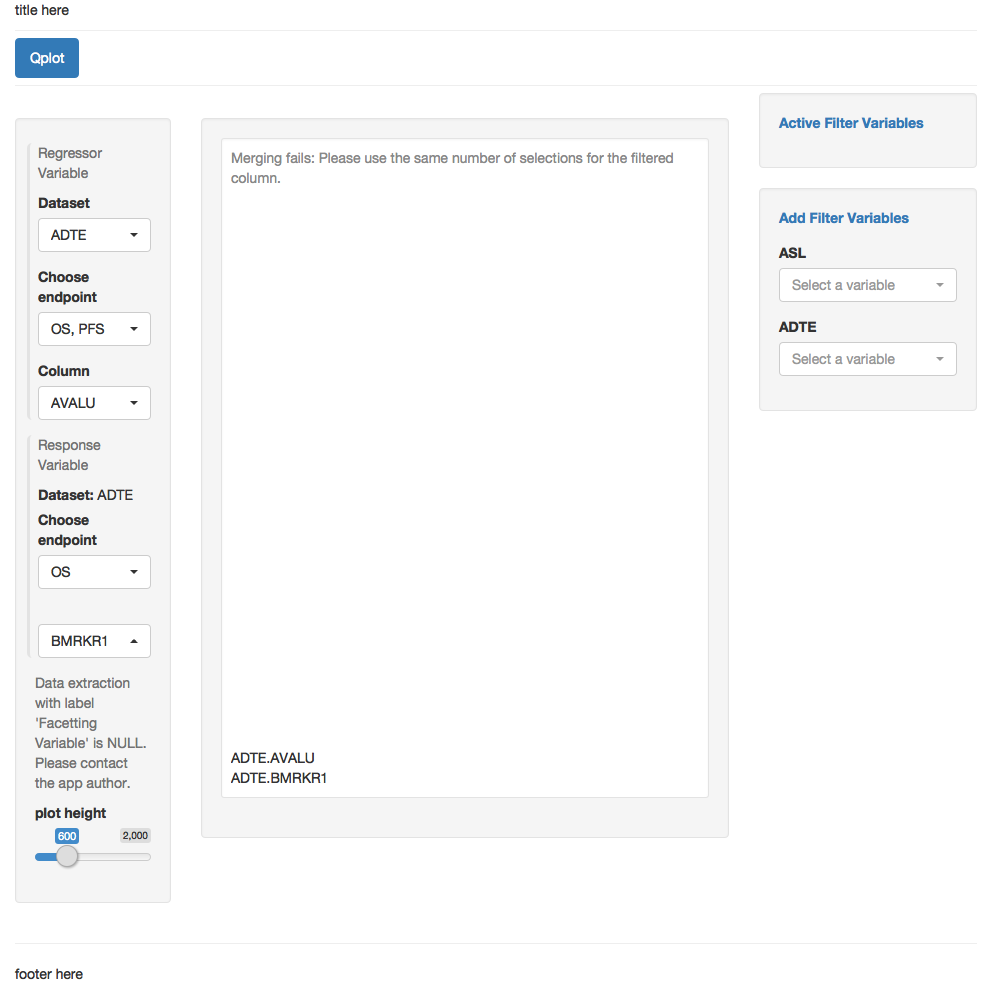 title here
Qplot
Regressor
Variable
Dataset
ADTE
Choose
endpoint
OS, PFS
Column
AVALU
Response
Variable
Dataset: ADTE
Choose
endpoint
OS
BMRKR1
Data extraction
with label
'Facetting
Variable' is NULL.
Please contact
the app author.
plot height
600
2,000
Merging fails: Please use the same number of selections for the filtered
column.
ADTE.AVALU
ADTE.BMRKR1
Active Filter Variables
Add Filter Variables
ASL
Select a variable
ADTE
Select a variable
footer here